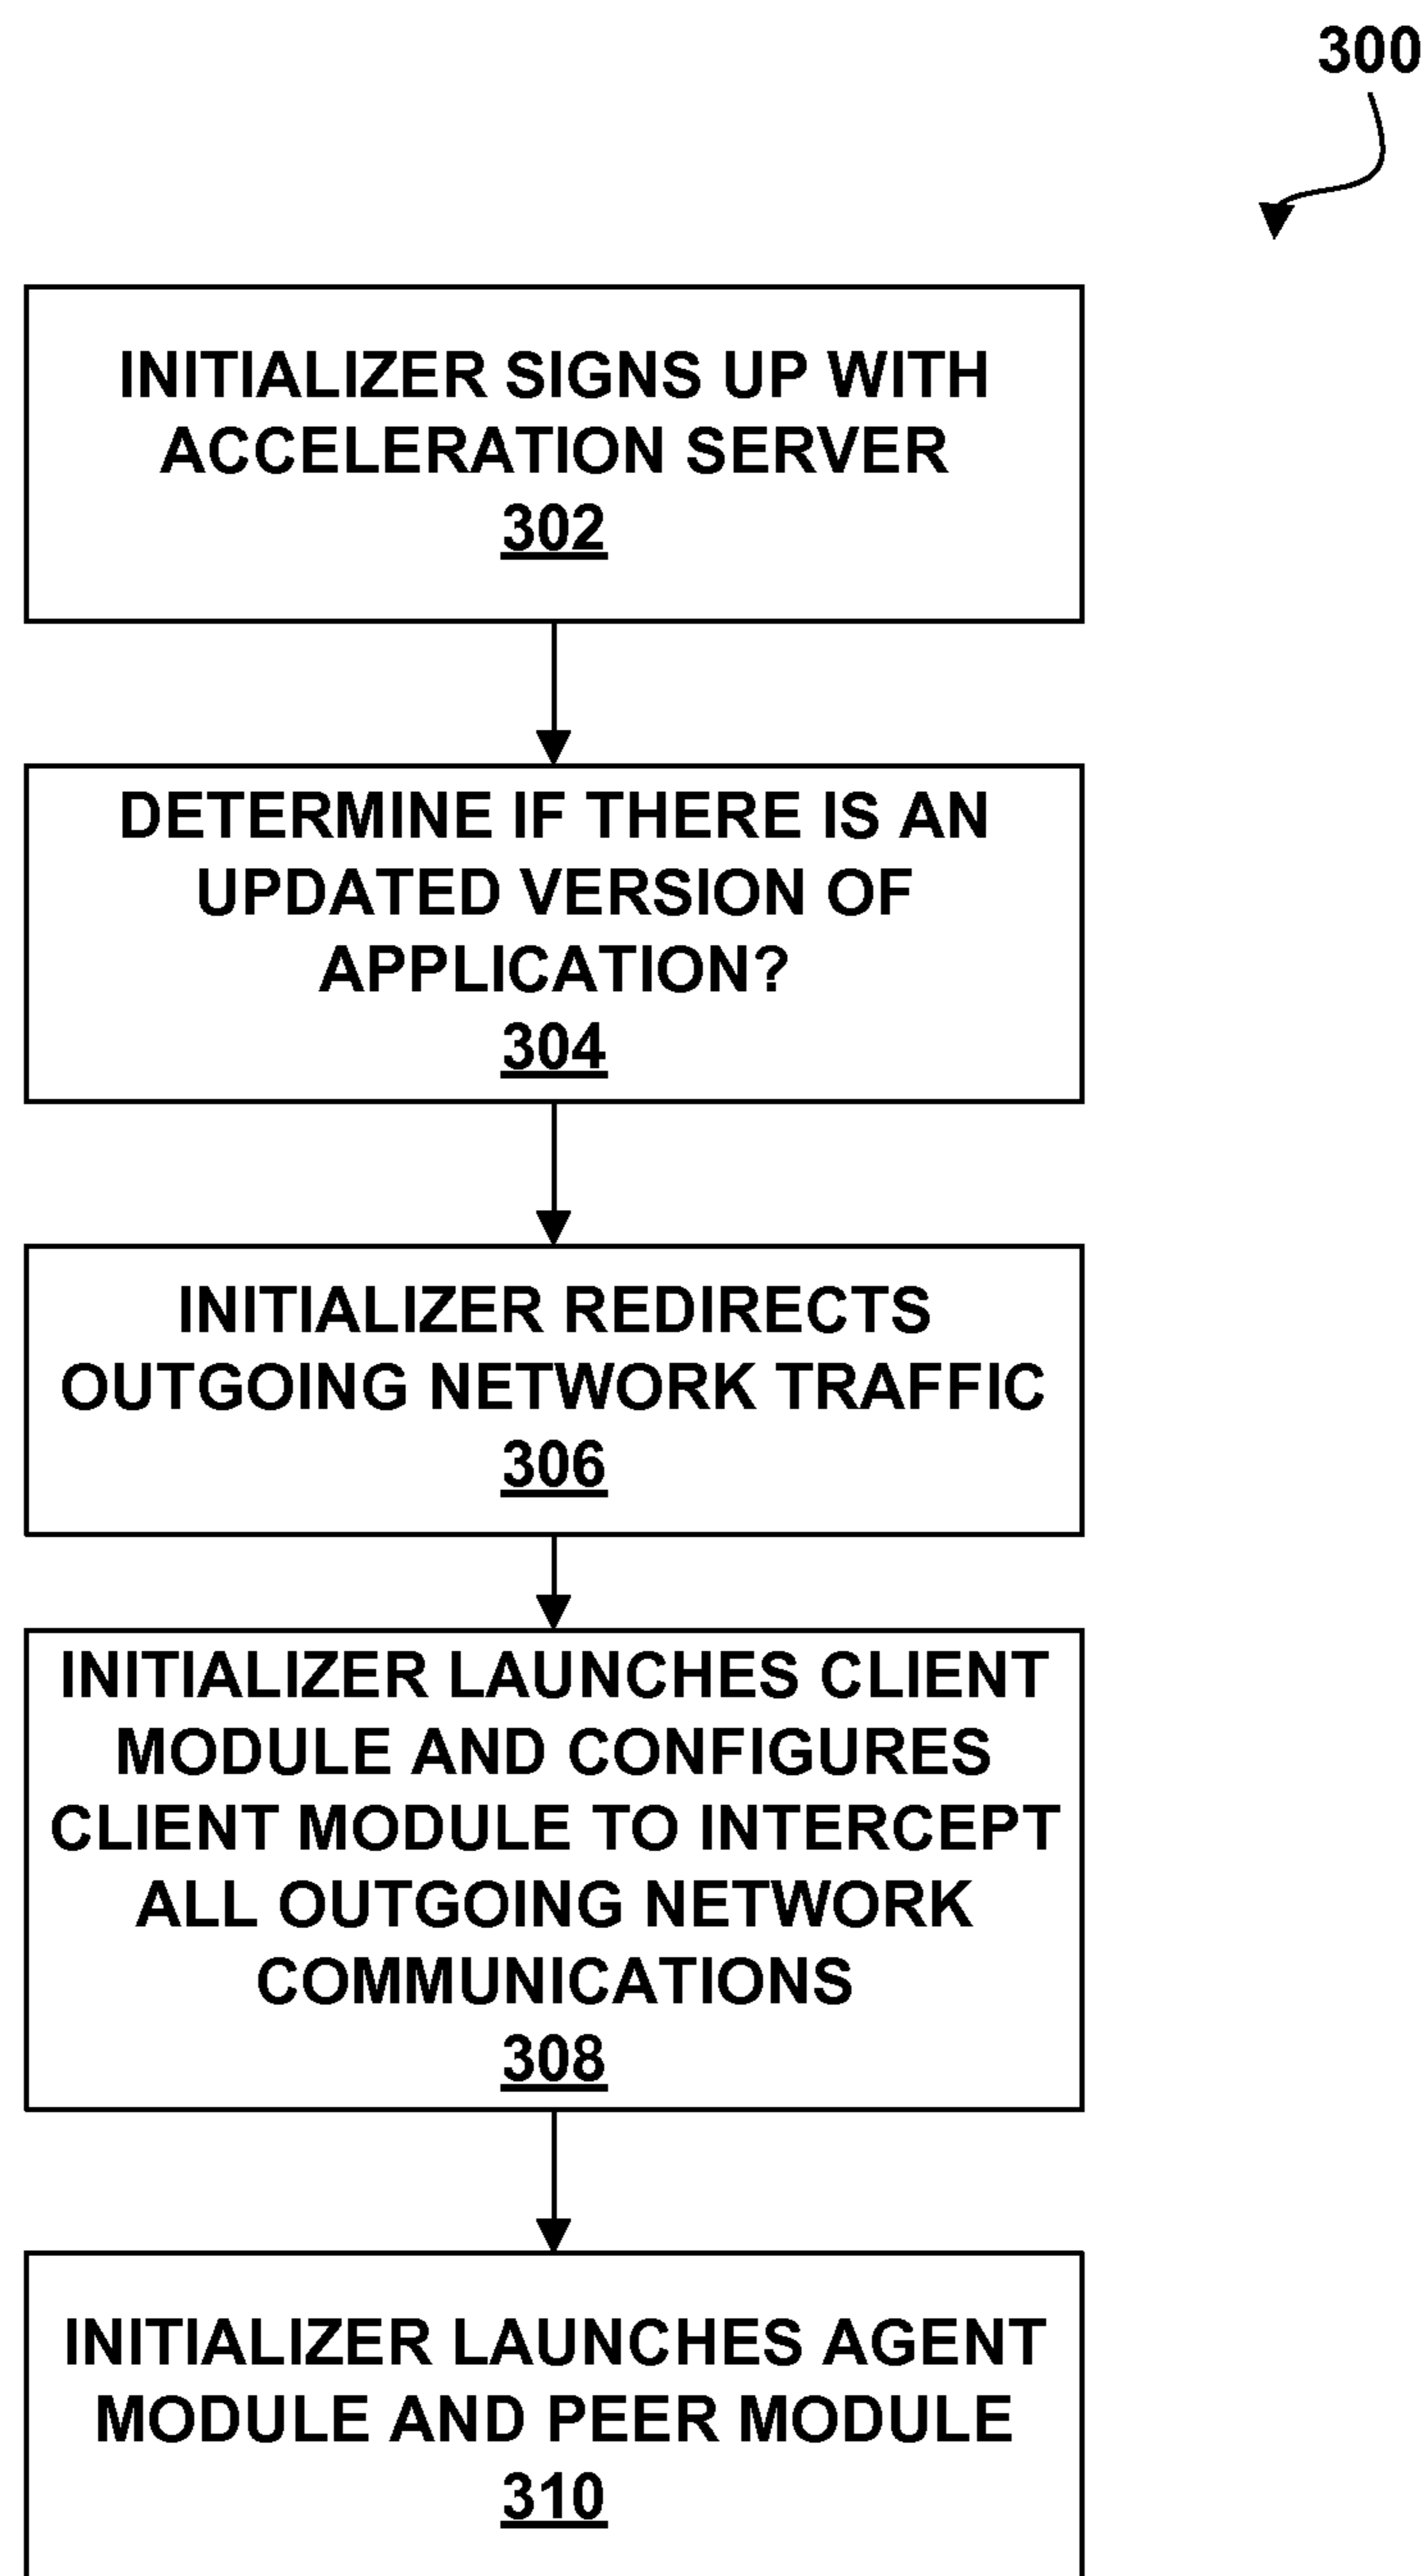 300
INITIALIZER SIGNS UP WITH
ACCELERATION SERVER
302
DETERMINE IF THERE IS AN
UPDATED VERSION OF
APPLICATION?
304
INITIALIZER REDIRECTS
OUTGOING NETWORK TRAFFIC
306
INITIALIZER LAUNCHES CLIENT
MODULE AND CONFIGURES
CLIENT MODULE TO INTERCEPT
ALL OUTGOING NETWORK
COMMUNICATIONS
308
INITIALIZER LAUNCHES AGENT
MODULE AND PEER MODULE
310